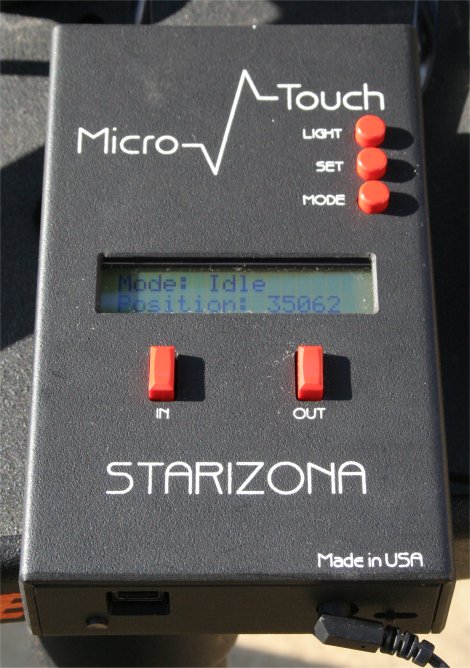 Micro-Touch
LIGHT
SET
MODE
Mode: Idle
Position: 35062
IN
OUT
STARIZONA
Made in USA